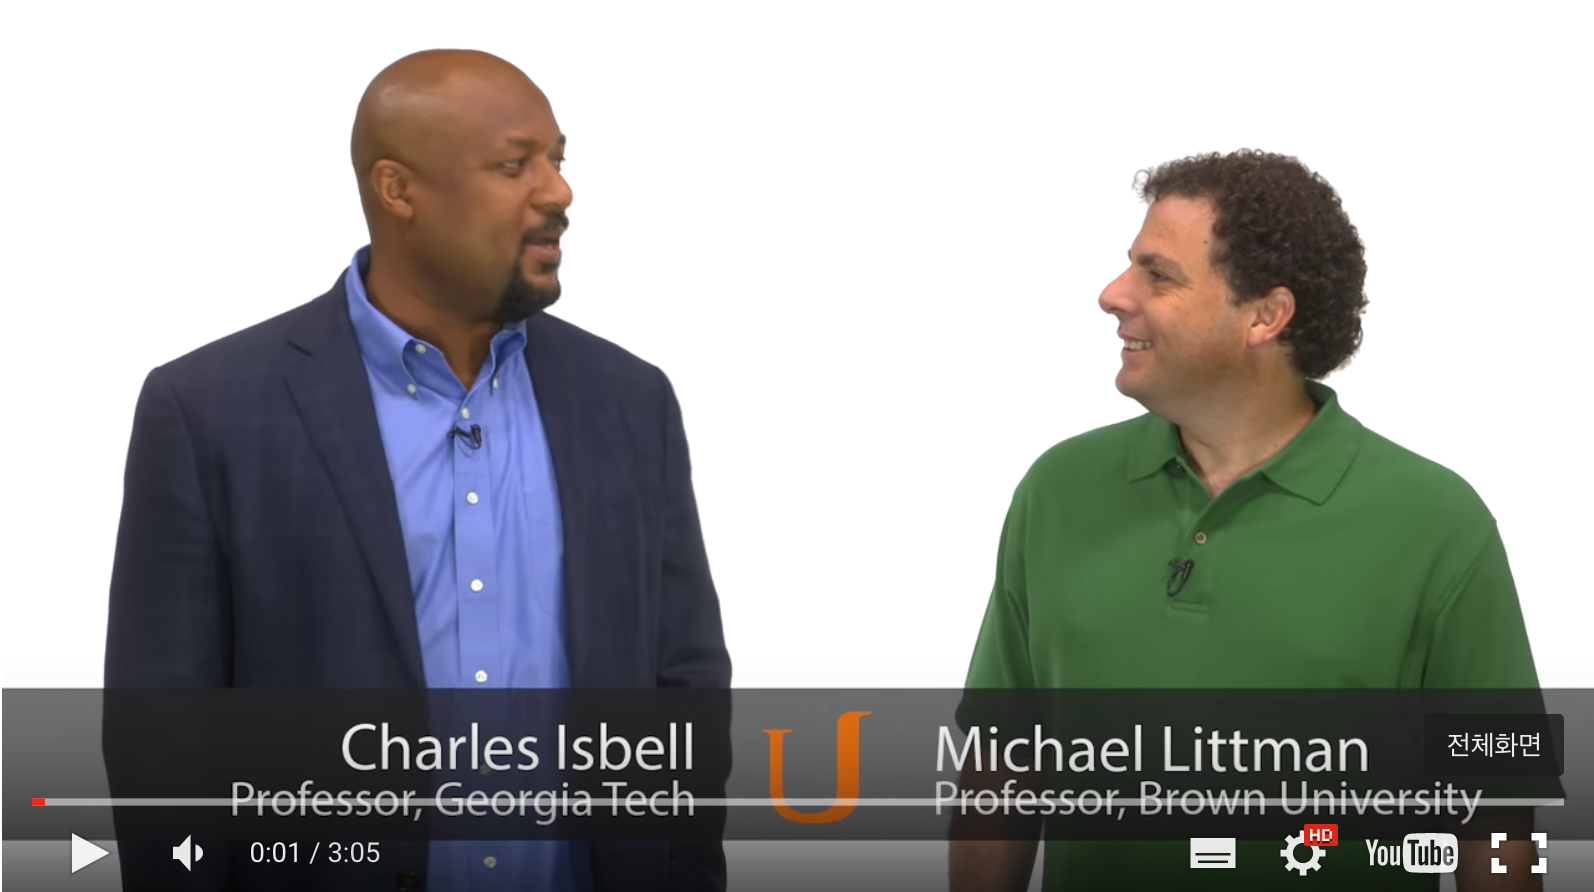 Charles Isbell
Professor, Georgia Tech
U
Michael Littman
Professor, Brown University
전체화면
0:01 / 3:05
HD
YouTube